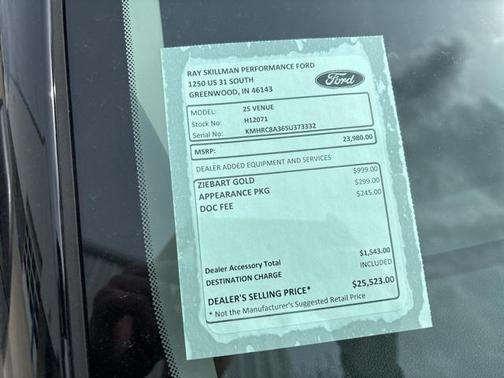 RAY SKILLMAN PERFORMANCE FORD
1250 US 31 SOUTH
GREENWOOD, IN 46143
Ford
MODEL: 25 VENUE
Stock No: H12071
Serial No: KMHRC8A36SU373332
MSRP: 23,980.00
DEALER ADDED EQUIPMENT AND SERVICES
ZIEBART GOLD $999.00
APPEARANCE PKG $299.00
DOC FEE $245.00
Dealer Accessory Total $1,543.00
DESTINATION CHARGE INCLUDED
DEALER'S SELLING PRICE* $25,523.00
* Not the Manufacturer's Suggested Retail Price